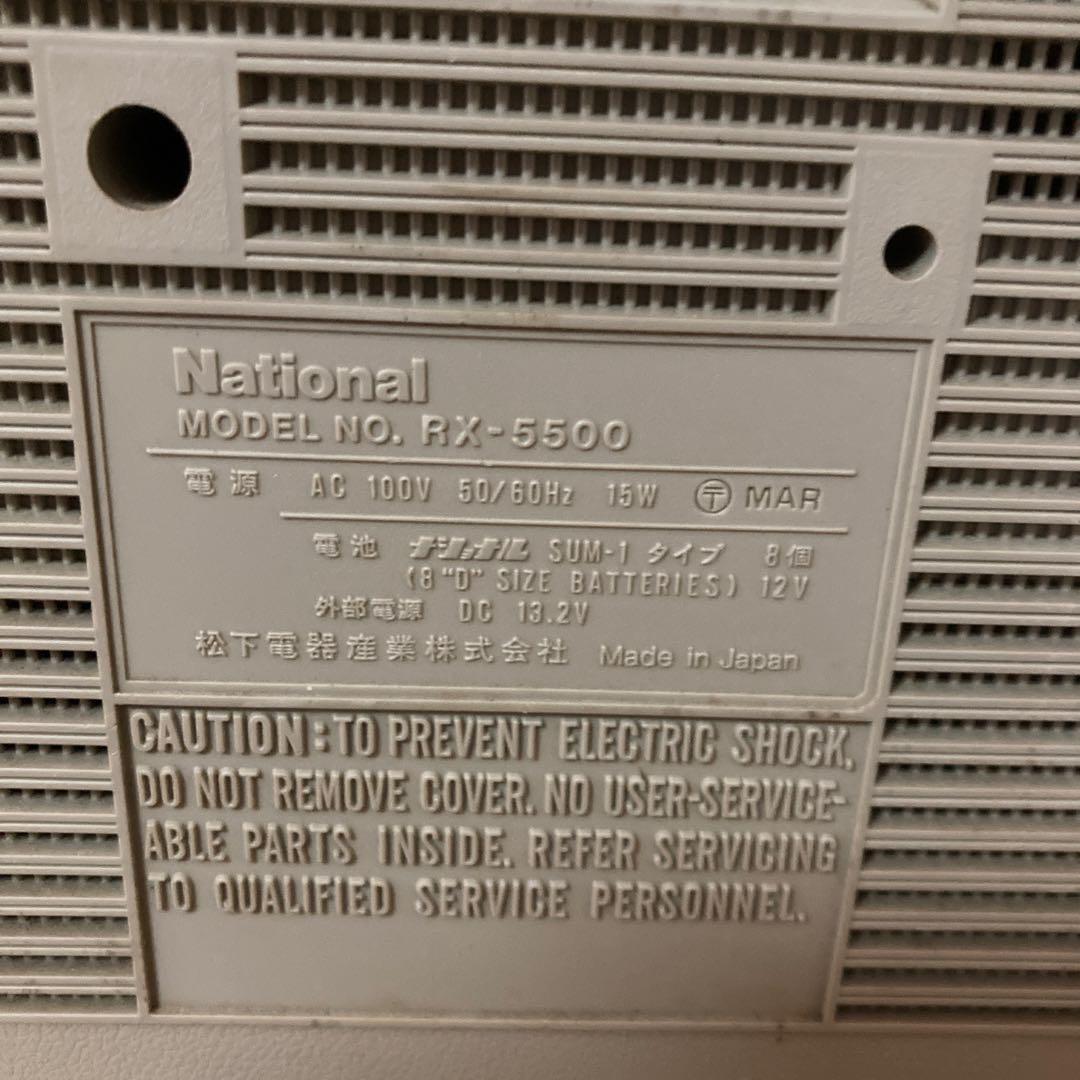 National
MODEL NO. RX-5500
電源 AC 100V 50/60Hz 15W 〶 MAR
電池 ナショナル SUM-1 タイプ 8個
(8 "D" SIZE BATTERIES) 12V
外部電源 DC 13.2V
松下電器産業株式会社 Made in Japan
CAUTION: TO PREVENT ELECTRIC SHOCK,
DO NOT REMOVE COVER. NO USER-SERVICE-
ABLE PARTS INSIDE. REFER SERVICING
TO QUALIFIED SERVICE PERSONNEL.